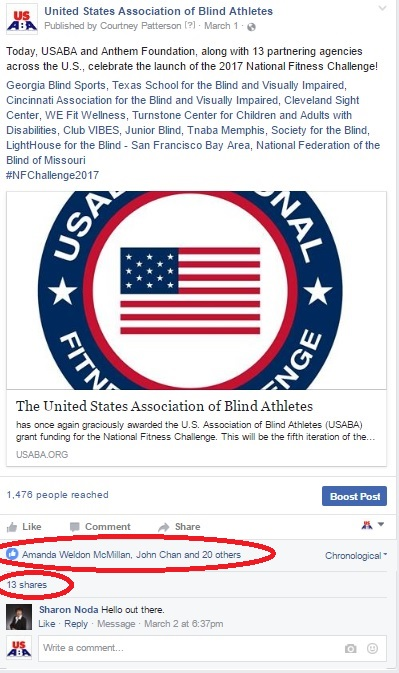 US
ABA
United States Association of Blind Athletes
Published by Courtney Patterson [?] · March 1 ·
Today, USABA and Anthem Foundation, along with 13 partnering agencies
across the U.S., celebrate the launch of the 2017 National Fitness Challenge!
Georgia Blind Sports, Texas School for the Blind and Visually Impaired,
Cincinnati Association for the Blind and Visually Impaired, Cleveland Sight
Center, WE Fit Wellness, Turnstone Center for Children and Adults with
Disabilities, Club VIBES, Junior Blind, Tnaba Memphis, Society for the Blind,
LightHouse for the Blind - San Francisco Bay Area, National Federation of the
Blind of Missouri
#NFChallenge2017
USABA
ONAL
FITNE
ENGE
The United States Association of Blind Athletes
has once again graciously awarded the U.S. Association of Blind Athletes (USABA)
grant funding for the National Fitness Challenge. This will be the fifth iteration of the...
USABA.ORG
1,476 people reached
Boost Post
Like Comment Share
Amanda Weldon McMillan, John Chan and 20 others
Chronological
13 shares
Sharon Noda Hello out there.
Like · Reply · Message · March 2 at 6:37pm
US
ABA
Write a comment...